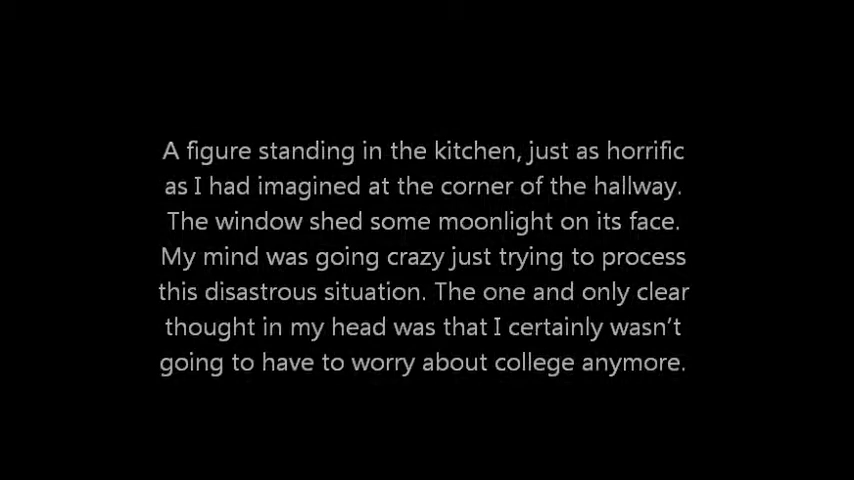 A figure standing in the kitchen, just as horrific
as I had imagined at the corner of the hallway.
The window shed some moonlight on its face.
My mind was going crazy just trying to process
this disastrous situation. The one and only clear
thought in my head was that I certainly wasn’t
going to have to worry about college anymore.